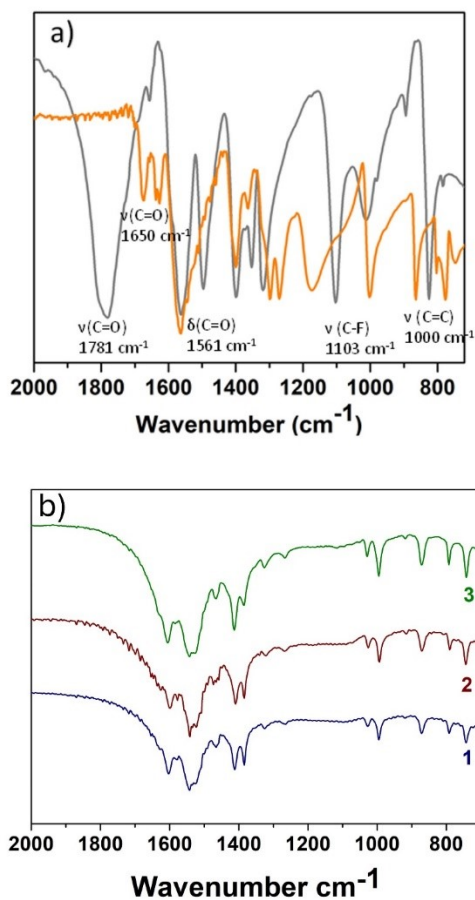 a)
ν(C=O)
1650 cm⁻¹
ν(C=O)
1781 cm⁻¹
δ(C=O)
1561 cm⁻¹
ν (C-F)
1103 cm⁻¹
ν (C=C)
1000 cm⁻¹
2000 1800 1600 1400 1200 1000 800
Wavenumber (cm⁻¹)
b)
3
2
1
2000 1800 1600 1400 1200 1000 800
Wavenumber cm⁻¹